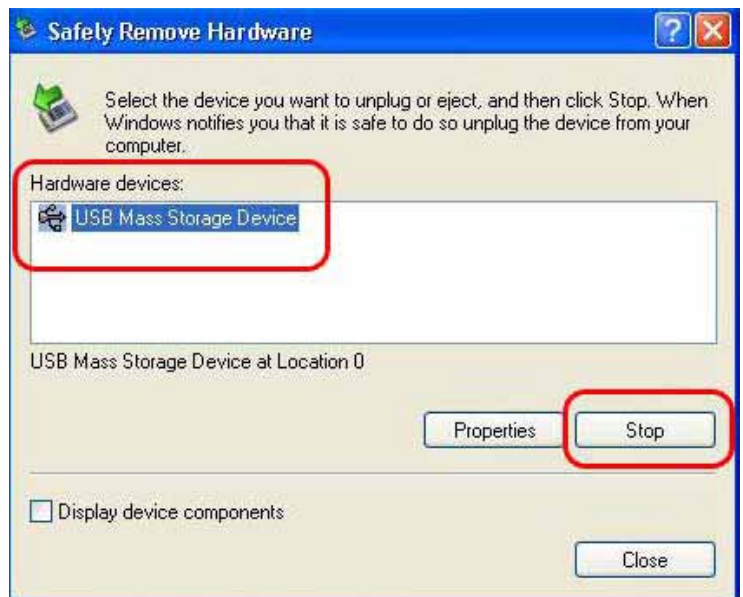 Safely Remove Hardware
Select the device you want to unplug or eject, and then click Stop. When
Windows notifies you that it is safe to do so unplug the device from your
computer.
Hardware devices:
USB Mass Storage Device
USB Mass Storage Device at Location 0
Properties
Stop
Display device components
Close